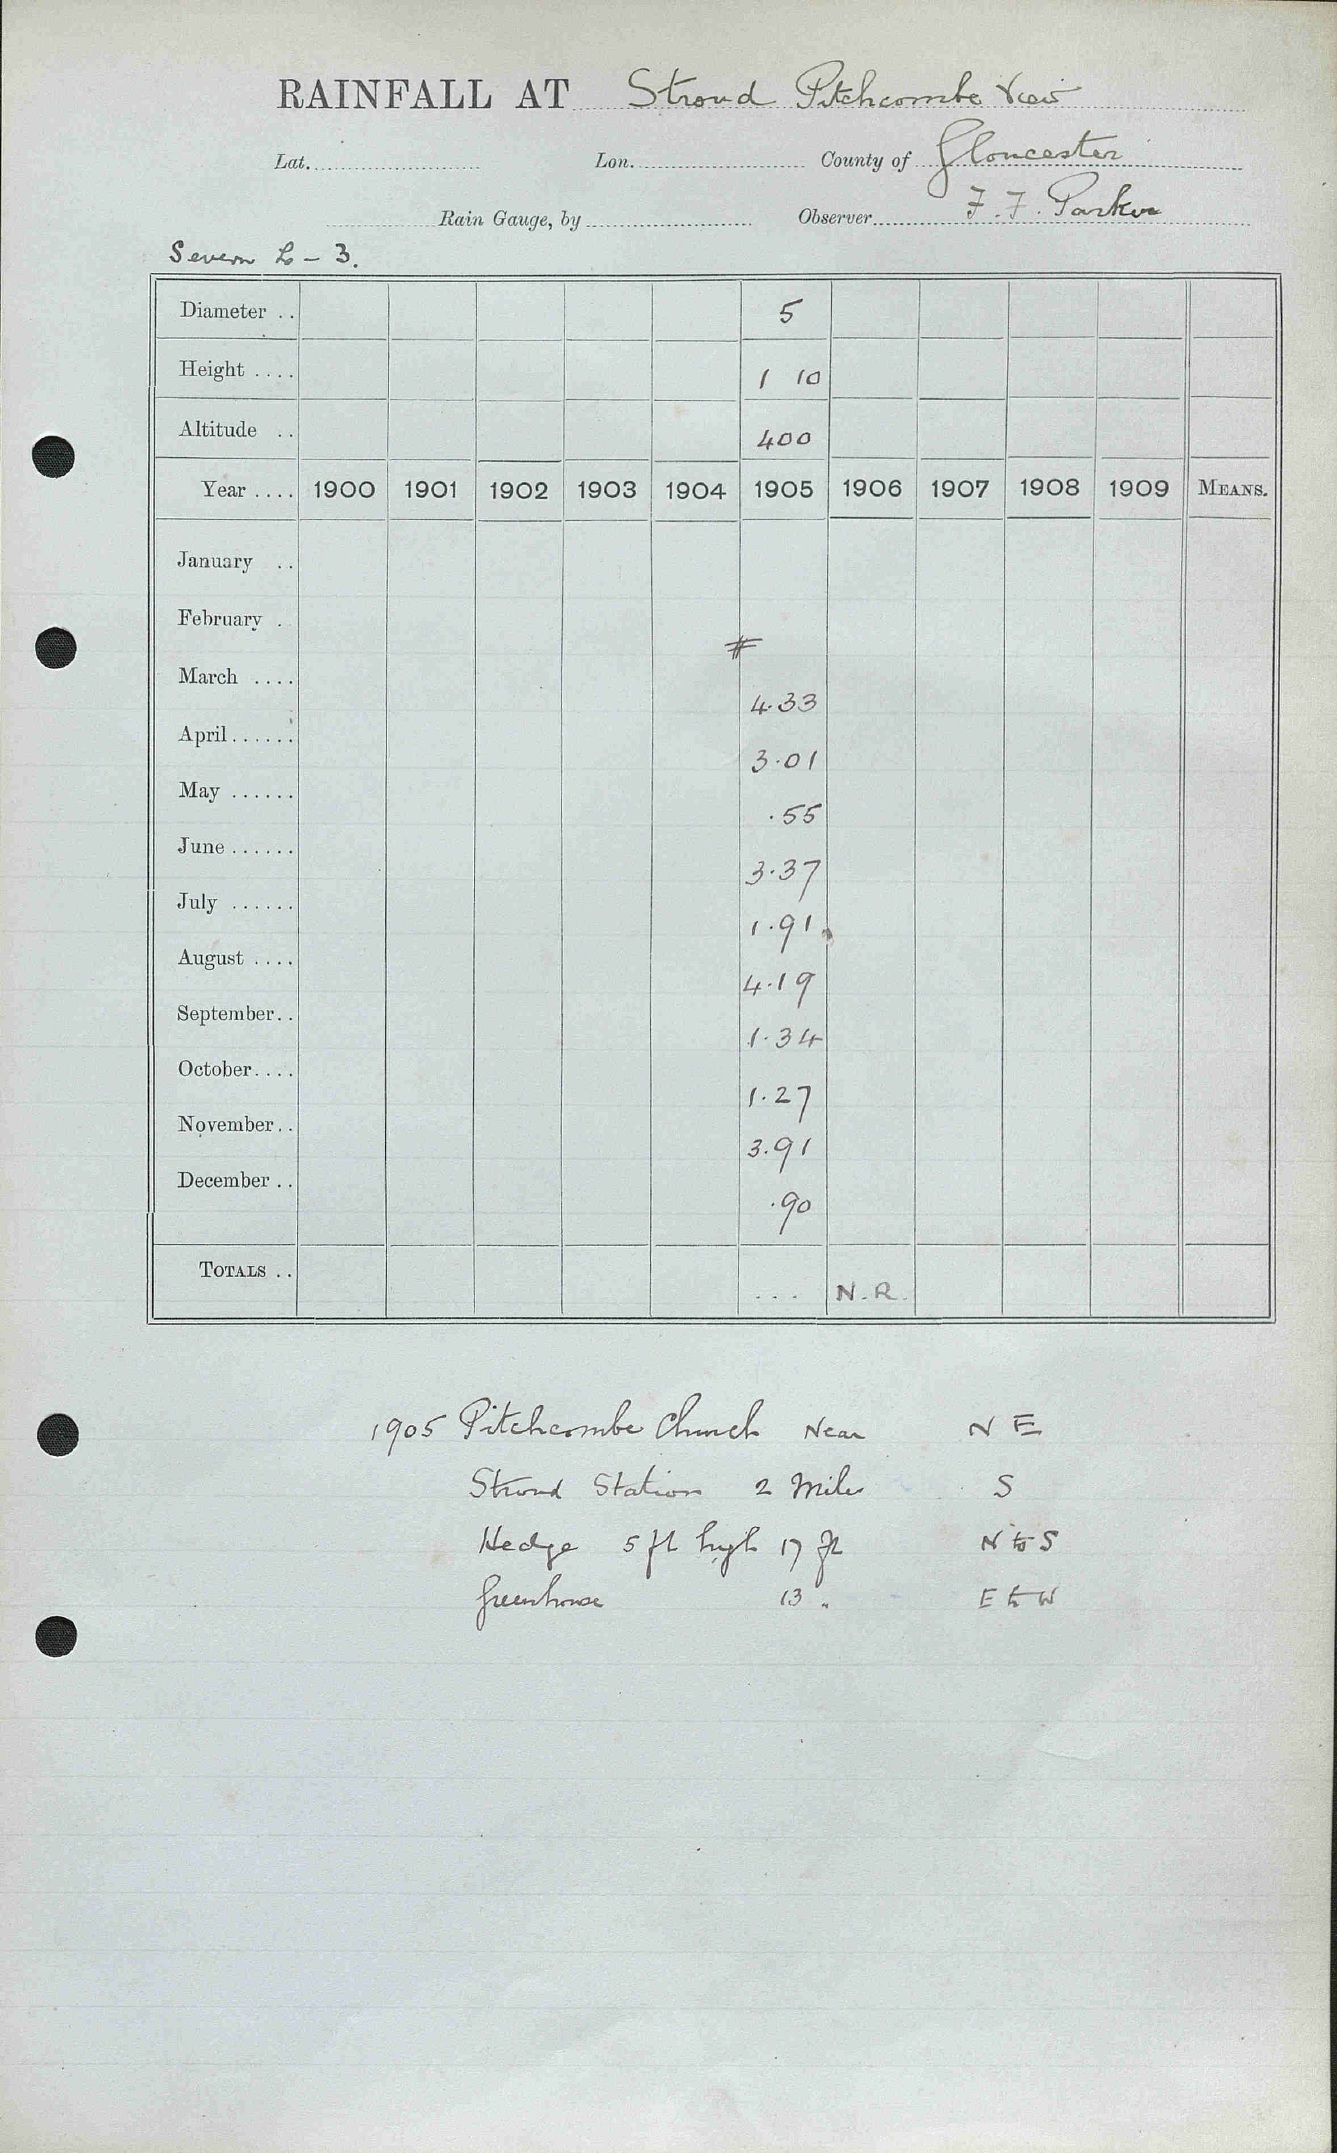 RAINFALL AT Stroud Pitchcombe View
Lat. Lon. County of Gloucester
Rain Gauge, by Observer F. F. Parker
Severn L - 3.
Diameter .. 5
Height .... 1 10
Altitude .. 400
Year .... 1900 1901 1902 1903 1904 1905 1906 1907 1908 1909 MEANS.
January ..
February .
#
March .... 4.33
April...... 3.01
May ...... .55
June ...... 3.37
July ...... 1.91
August .... 4.19
September.. 1.34
October.... 1.27
November.. 3.91
December .. .90
TOTALS .. ... N.R.
1905 Pitchcombe Church Near N E
Stroud Station 2 Miles S
Hedge 5 ft high 17 ft N to S
Greenhouse 13 " E to W